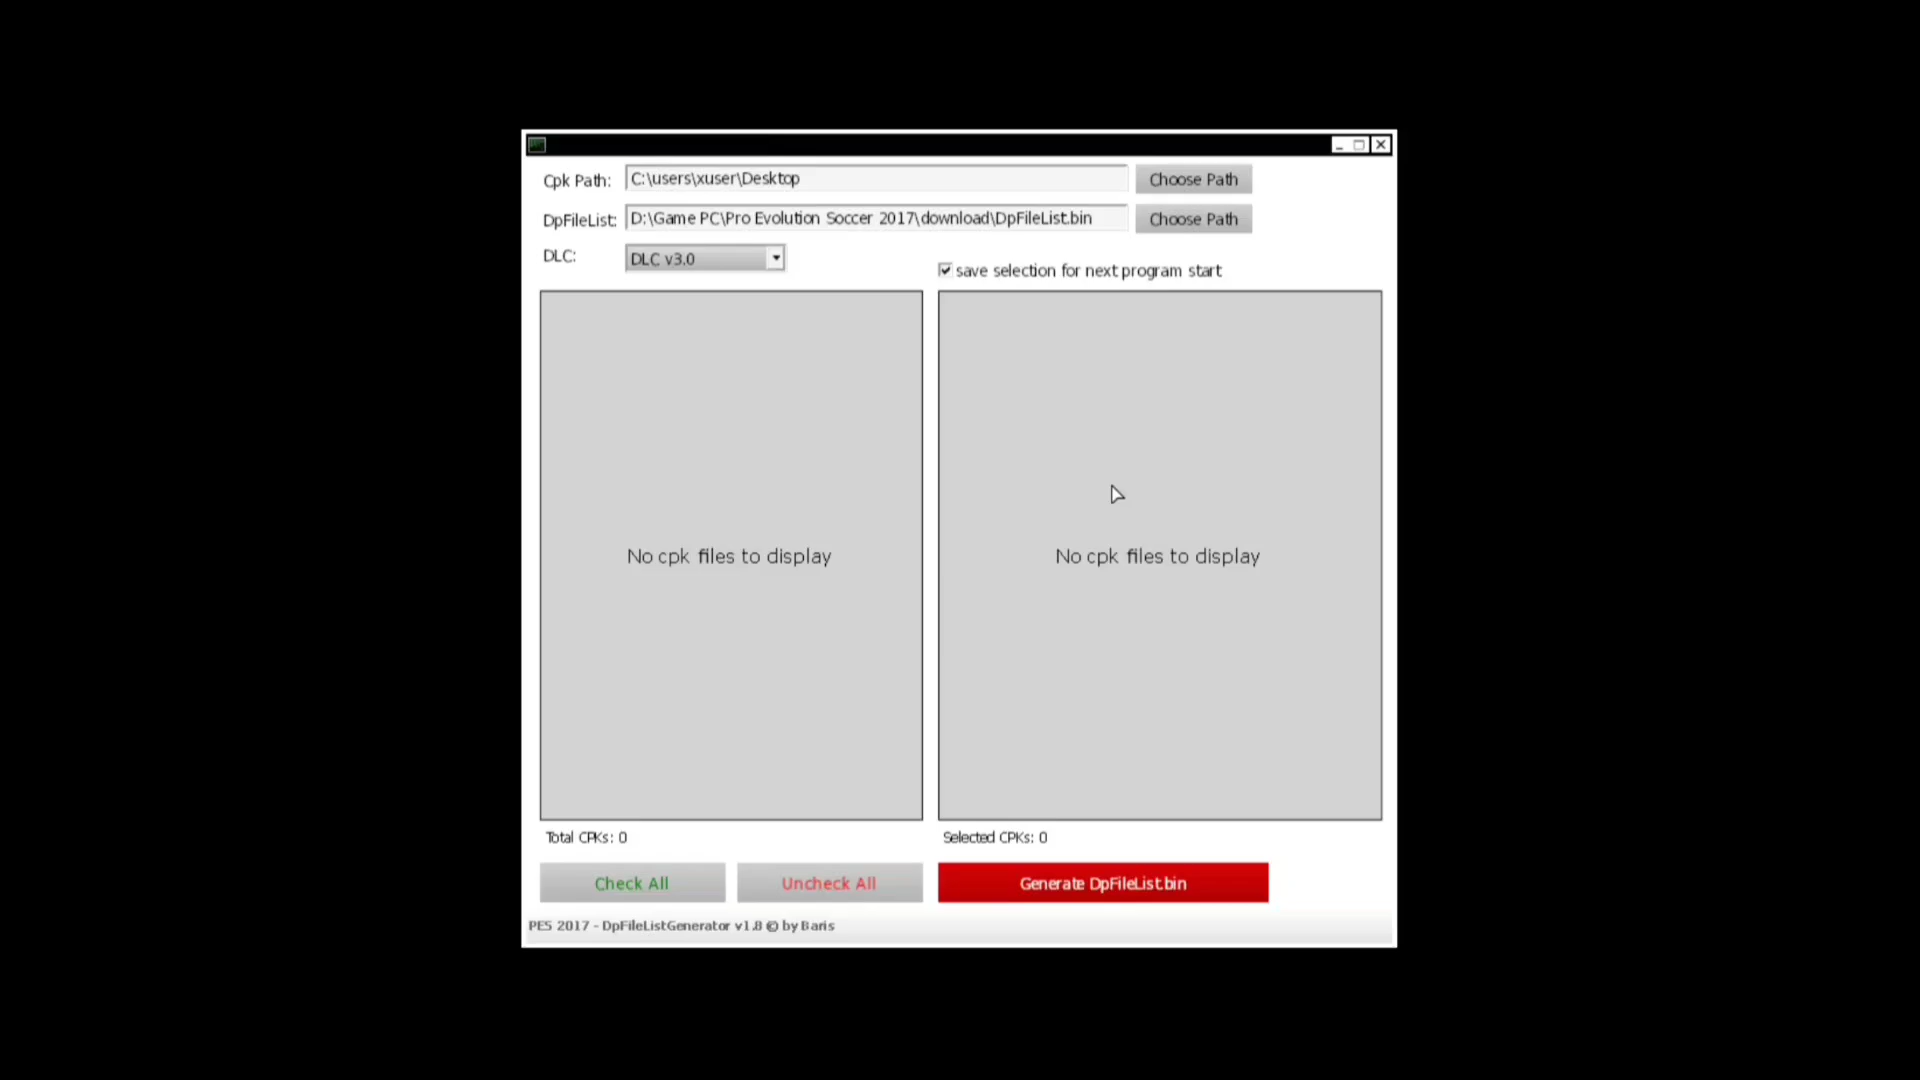 Cpk Path: C:\users\xuser\Desktop Choose Path
DpFileList: D:\Game PC\Pro Evolution Soccer 2017\download\DpFileList.bin Choose Path
DLC: DLC v3.0
save selection for next program start
No cpk files to display
No cpk files to display
Total CPKs: 0
Selected CPKs: 0
Check All
Uncheck All
Generate DpFileList.bin
PES 2017 - DpFileListGenerator v1.8 © by Baris